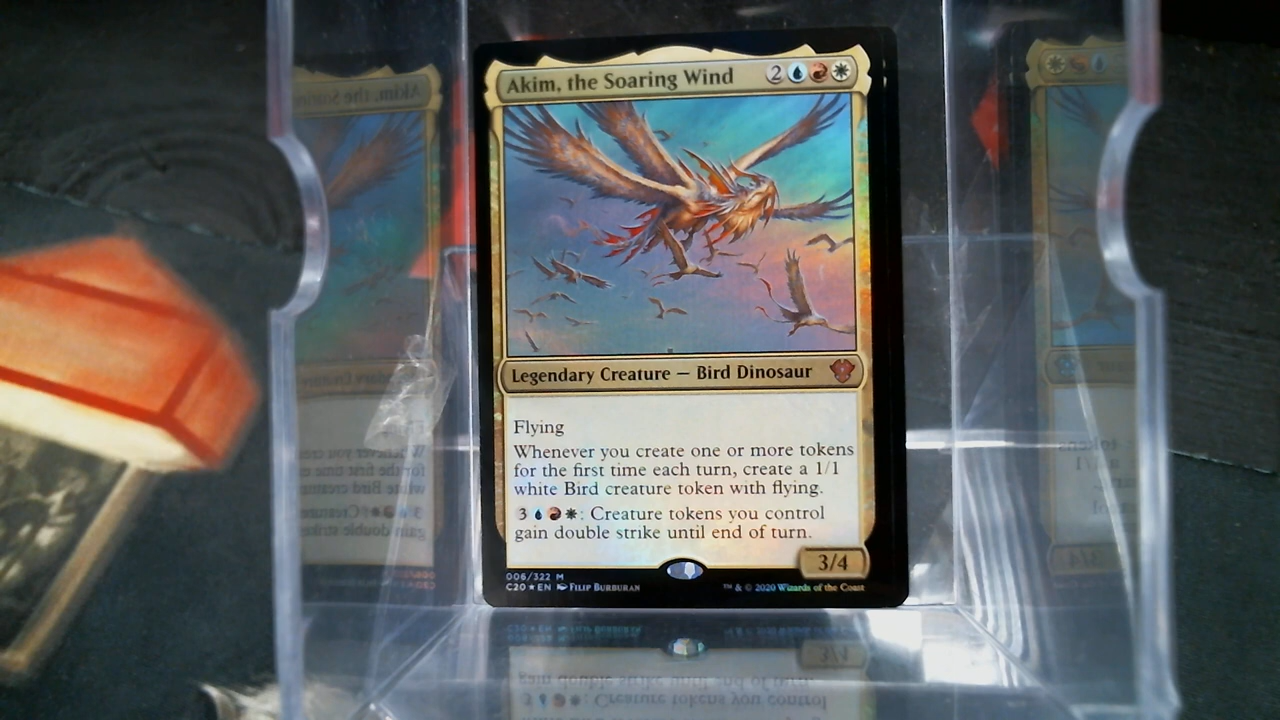 Akim, the Soaring Wind 2
Legendary Creature — Bird Dinosaur
Flying
Whenever you create one or more tokens
for the first time each turn, create a 1/1
white Bird creature token with flying.
3 : Creature tokens you control
gain double strike until end of turn.
3/4
006/322 M
C20★EN Filip Burburan
™ & © 2020 Wizards of the Coast